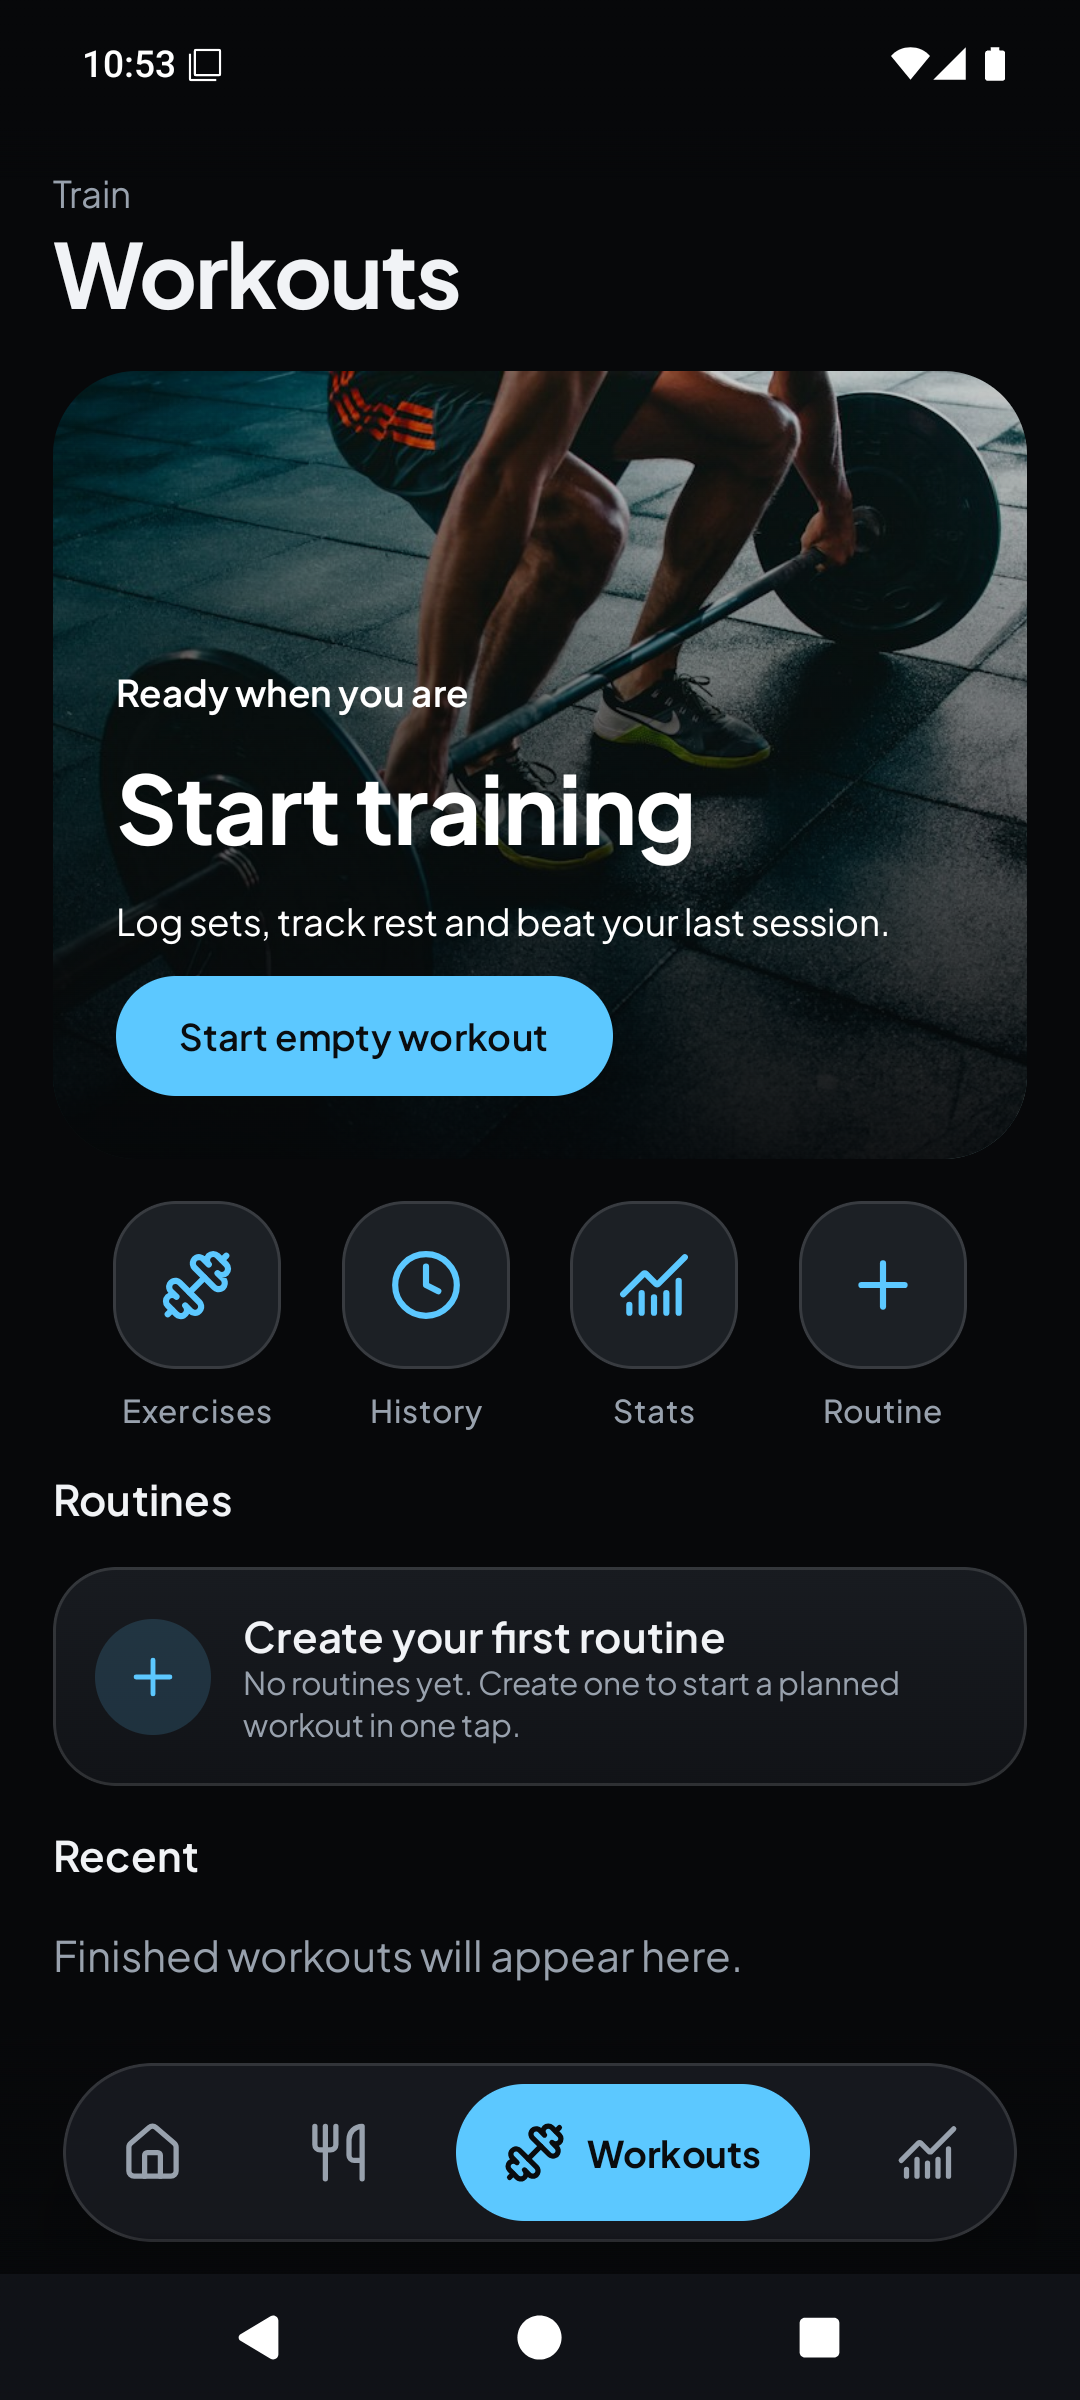 10:53
Train
Workouts
Ready when you are
Start training
Log sets, track rest and beat your last session.
Start empty workout
Exercises
History
Stats
Routine
Routines
Create your first routine
No routines yet. Create one to start a planned
workout in one tap.
Recent
Finished workouts will appear here.
Workouts